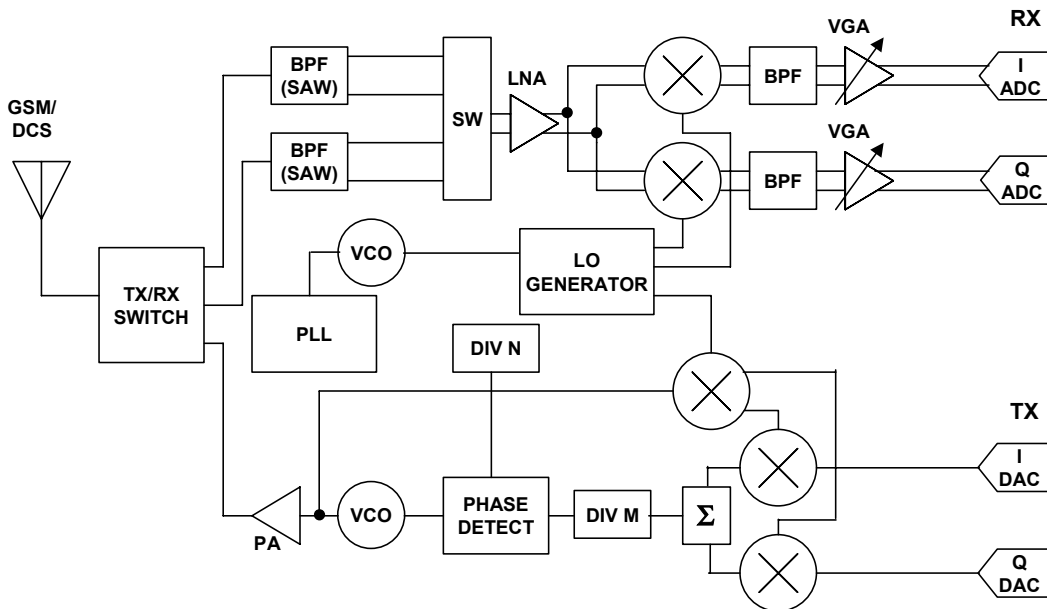 RX
VGA
BPF
(SAW)
LNA
BPF
I
ADC
GSM/
DCS
SW
VGA
BPF
(SAW)
BPF
Q
ADC
VCO
LO
GENERATOR
TX/RX
SWITCH
PLL
DIV N
TX
I
DAC
PHASE
DETECT
VCO
DIV M
Σ
PA
Q
DAC